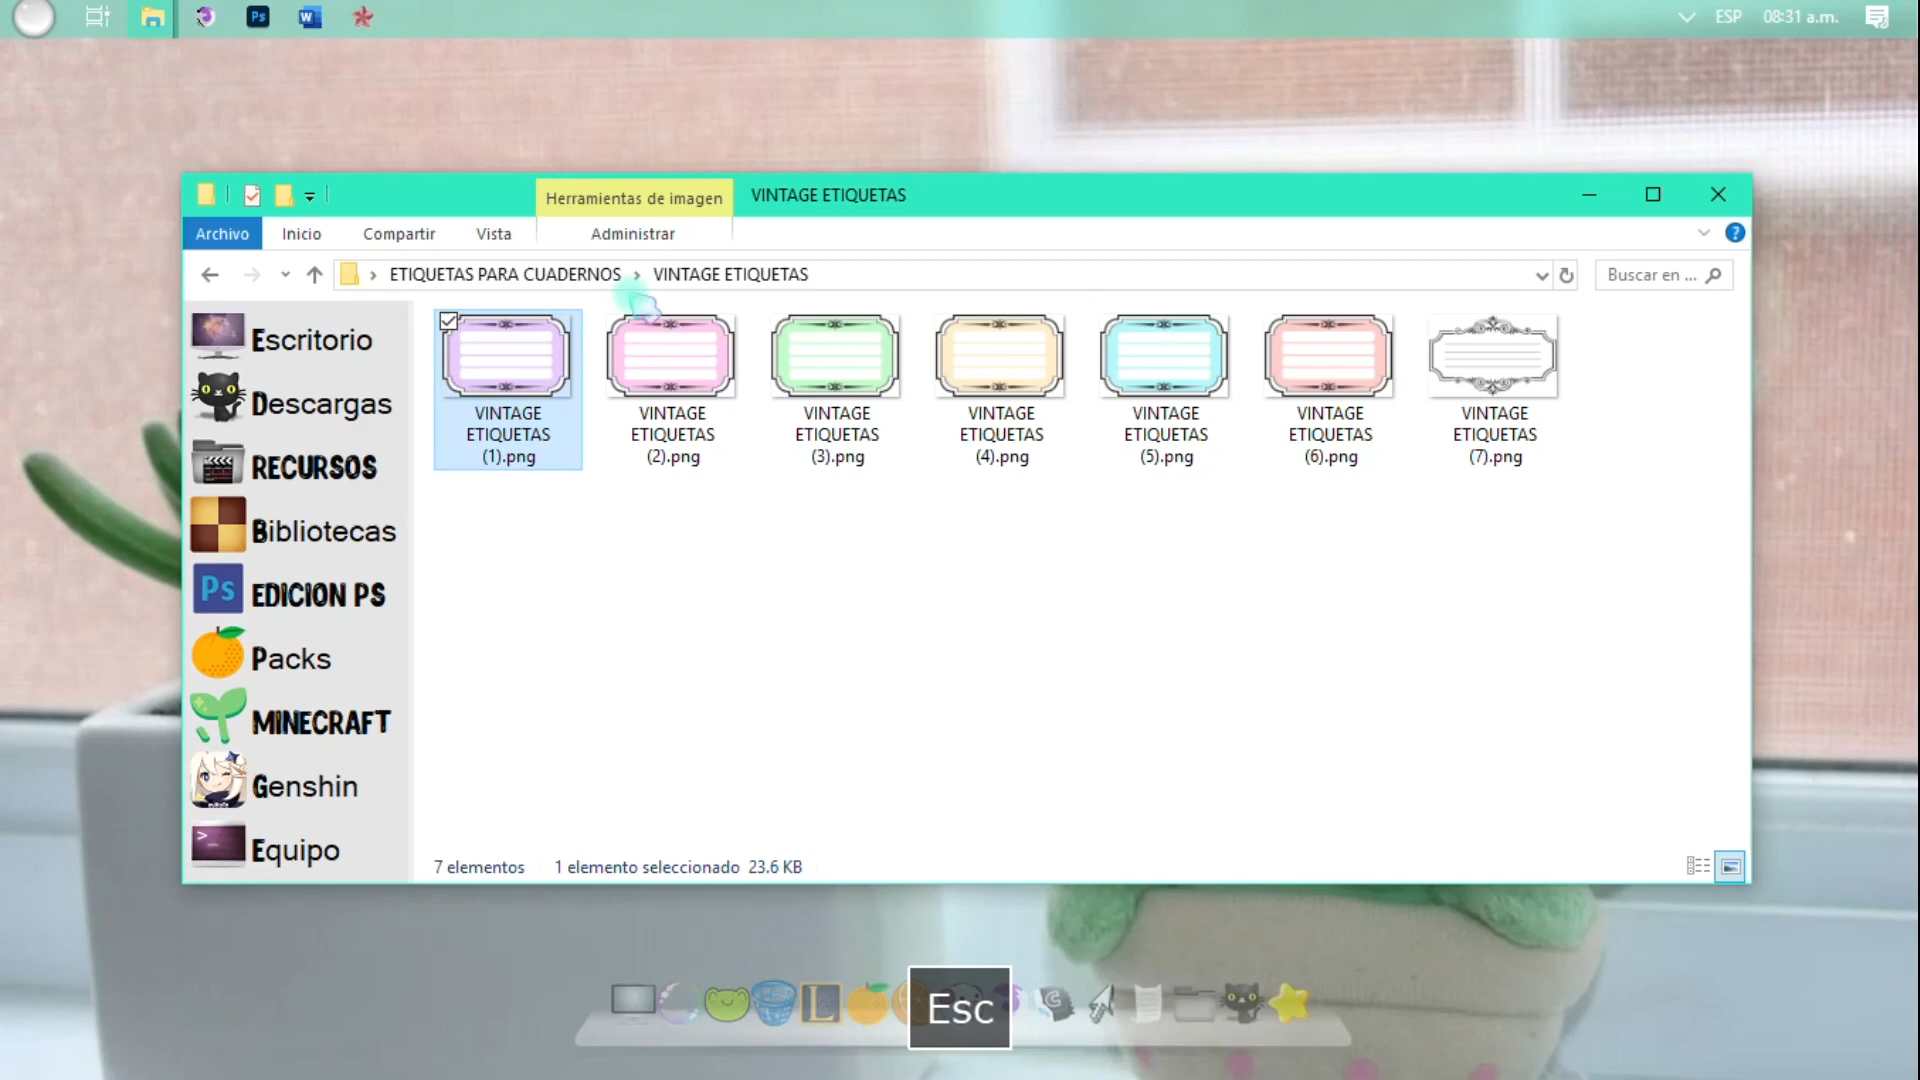 Ps
W
ESP
08:31 a.m.
Herramientas de imagen
VINTAGE ETIQUETAS
Archivo
Inicio
Compartir
Vista
Administrar
?
ETIQUETAS PARA CUADERNOS › VINTAGE ETIQUETAS
Buscar en ...
Escritorio
Descargas
RECURSOS
Bibliotecas
Ps
EDICION PS
Packs
MINECRAFT
Genshin
Equipo
VINTAGE
ETIQUETAS
(1).png
VINTAGE
ETIQUETAS
(2).png
VINTAGE
ETIQUETAS
(3).png
VINTAGE
ETIQUETAS
(4).png
VINTAGE
ETIQUETAS
(5).png
VINTAGE
ETIQUETAS
(6).png
VINTAGE
ETIQUETAS
(7).png
7 elementos
1 elemento seleccionado 23.6 KB
L
Esc